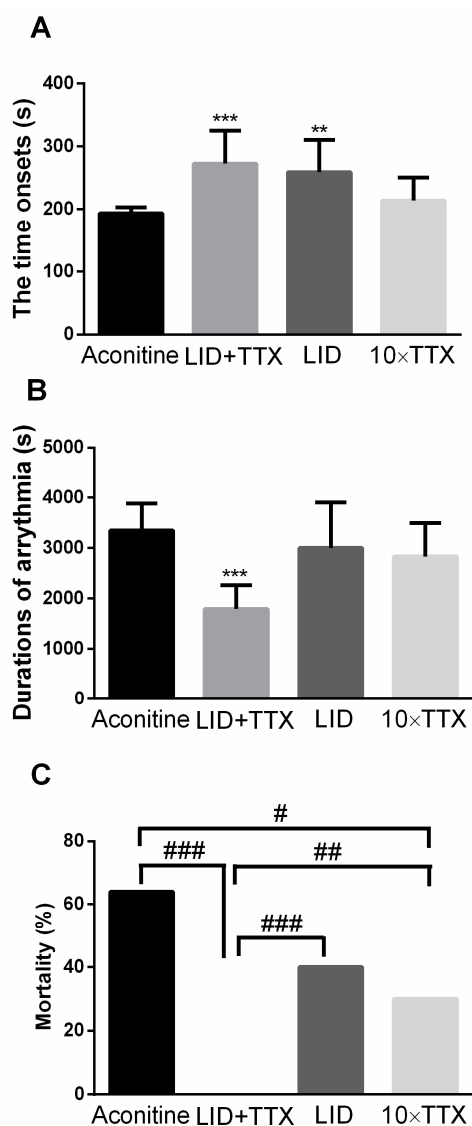 A
The time onsets (s)
400
300
200
100
0
***
**
Aconitine LID+TTX LID 10×TTX
B
Durations of arrythmia (s)
5000
4000
3000
2000
1000
0
***
Aconitine LID+TTX LID 10×TTX
C
Mortality (%)
80
60
40
20
0
#
###
##
###
Aconitine LID+TTX LID 10×TTX